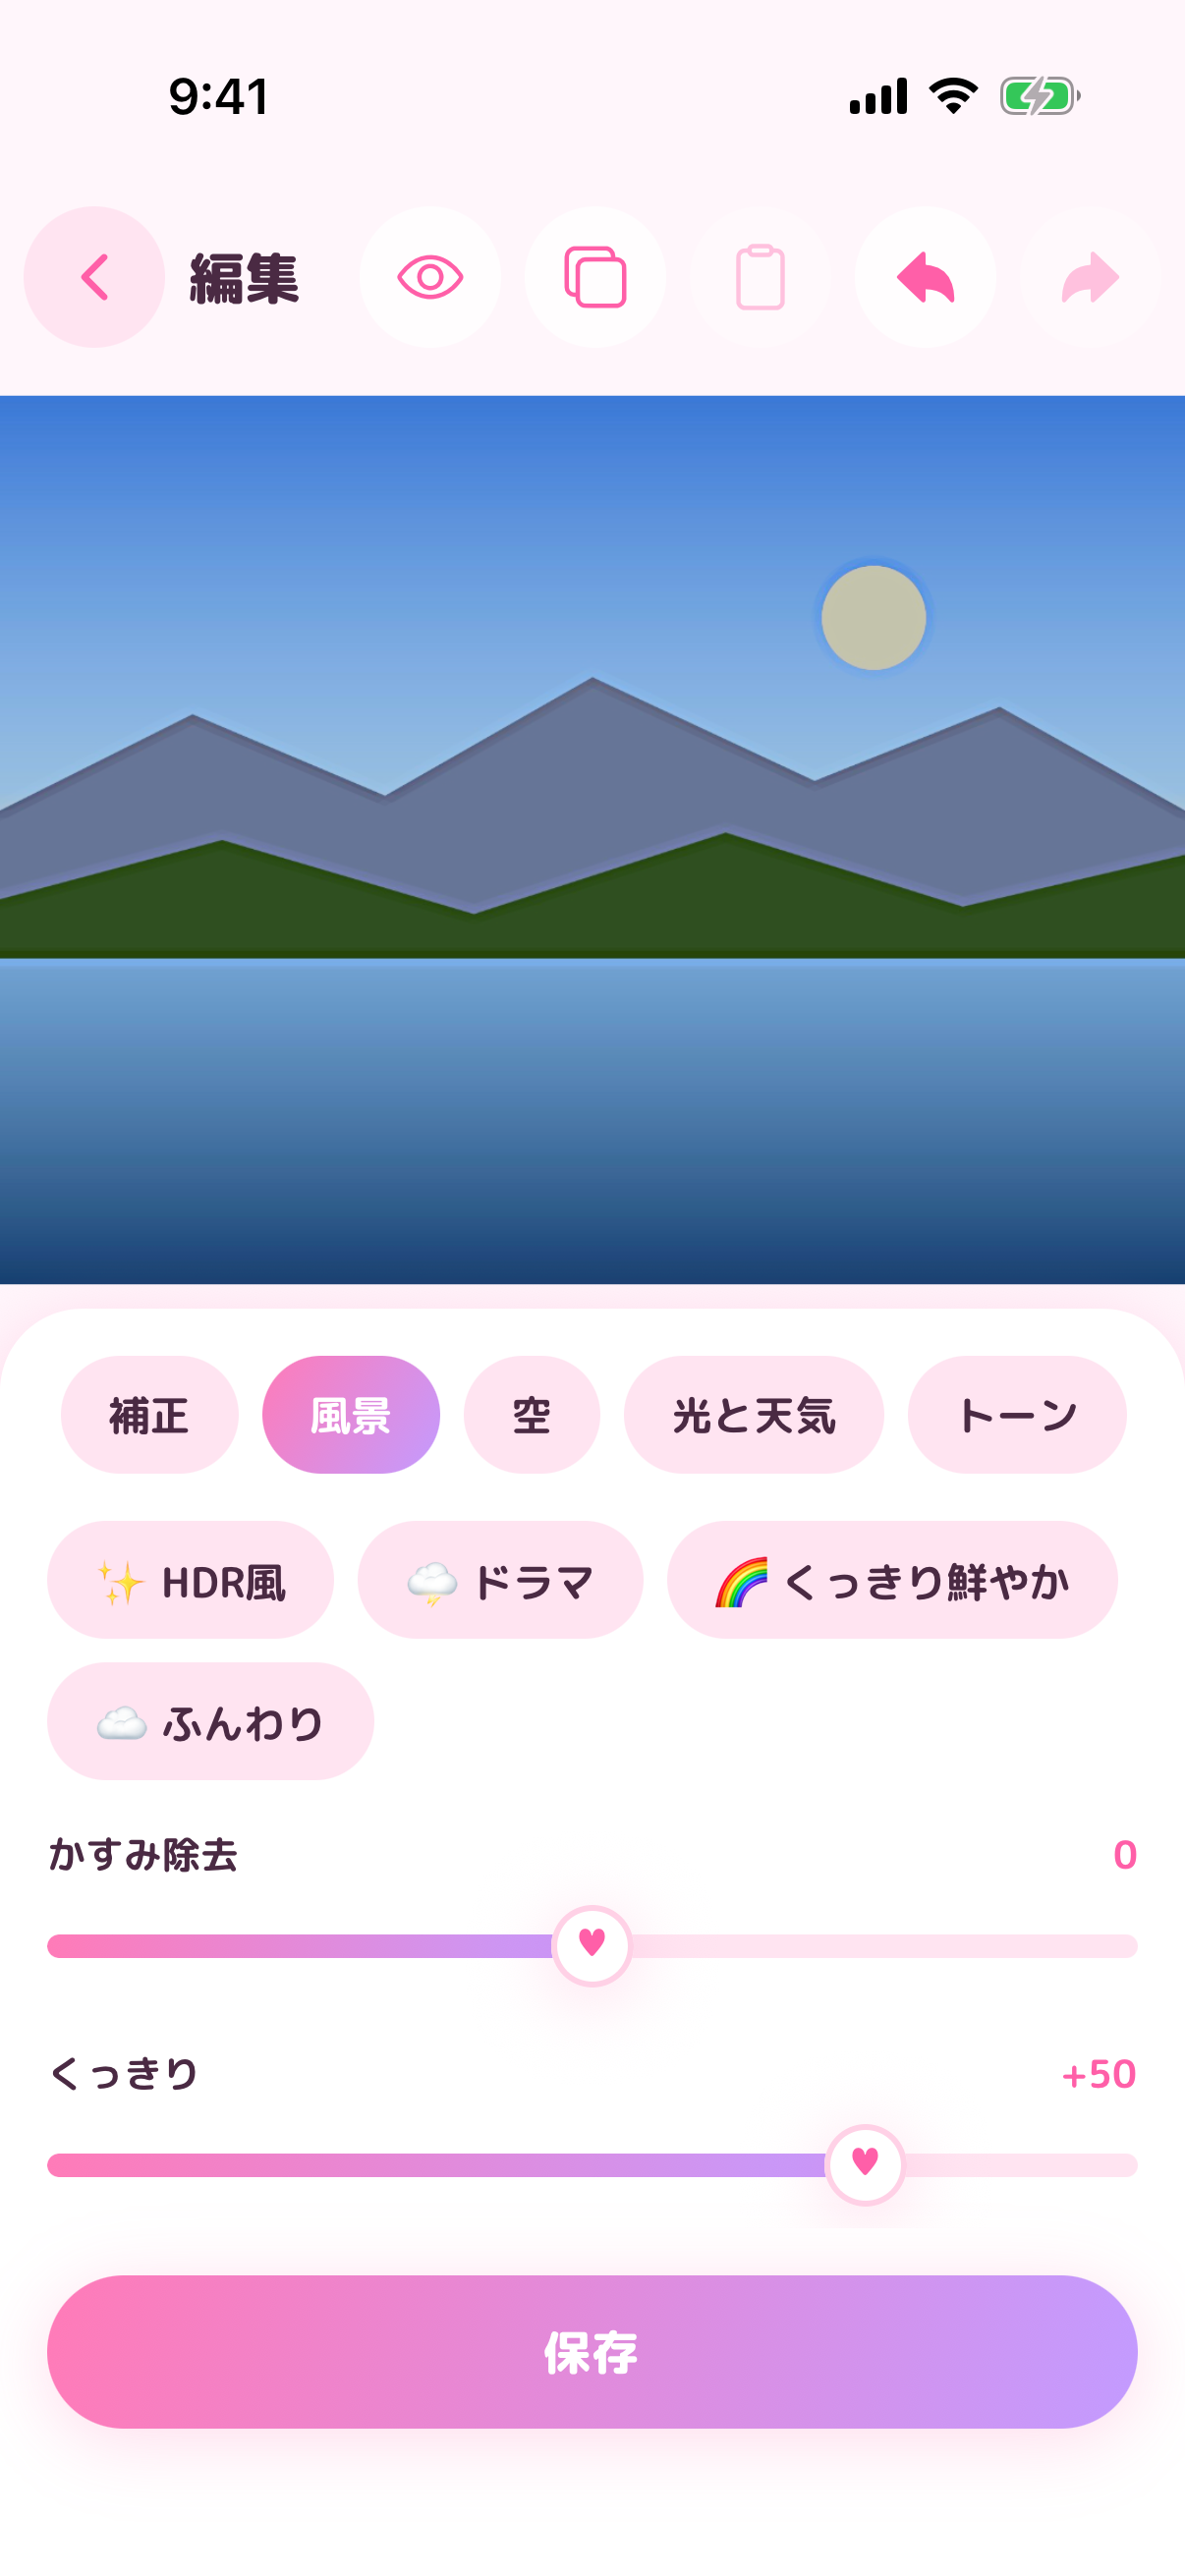 9:41
編集
補正
風景
空
光と天気
トーン
✨ HDR風
🌩️ ドラマ
🌈 くっきり鮮やか
☁️ ふんわり
かすみ除去 0
くっきり +50
保存